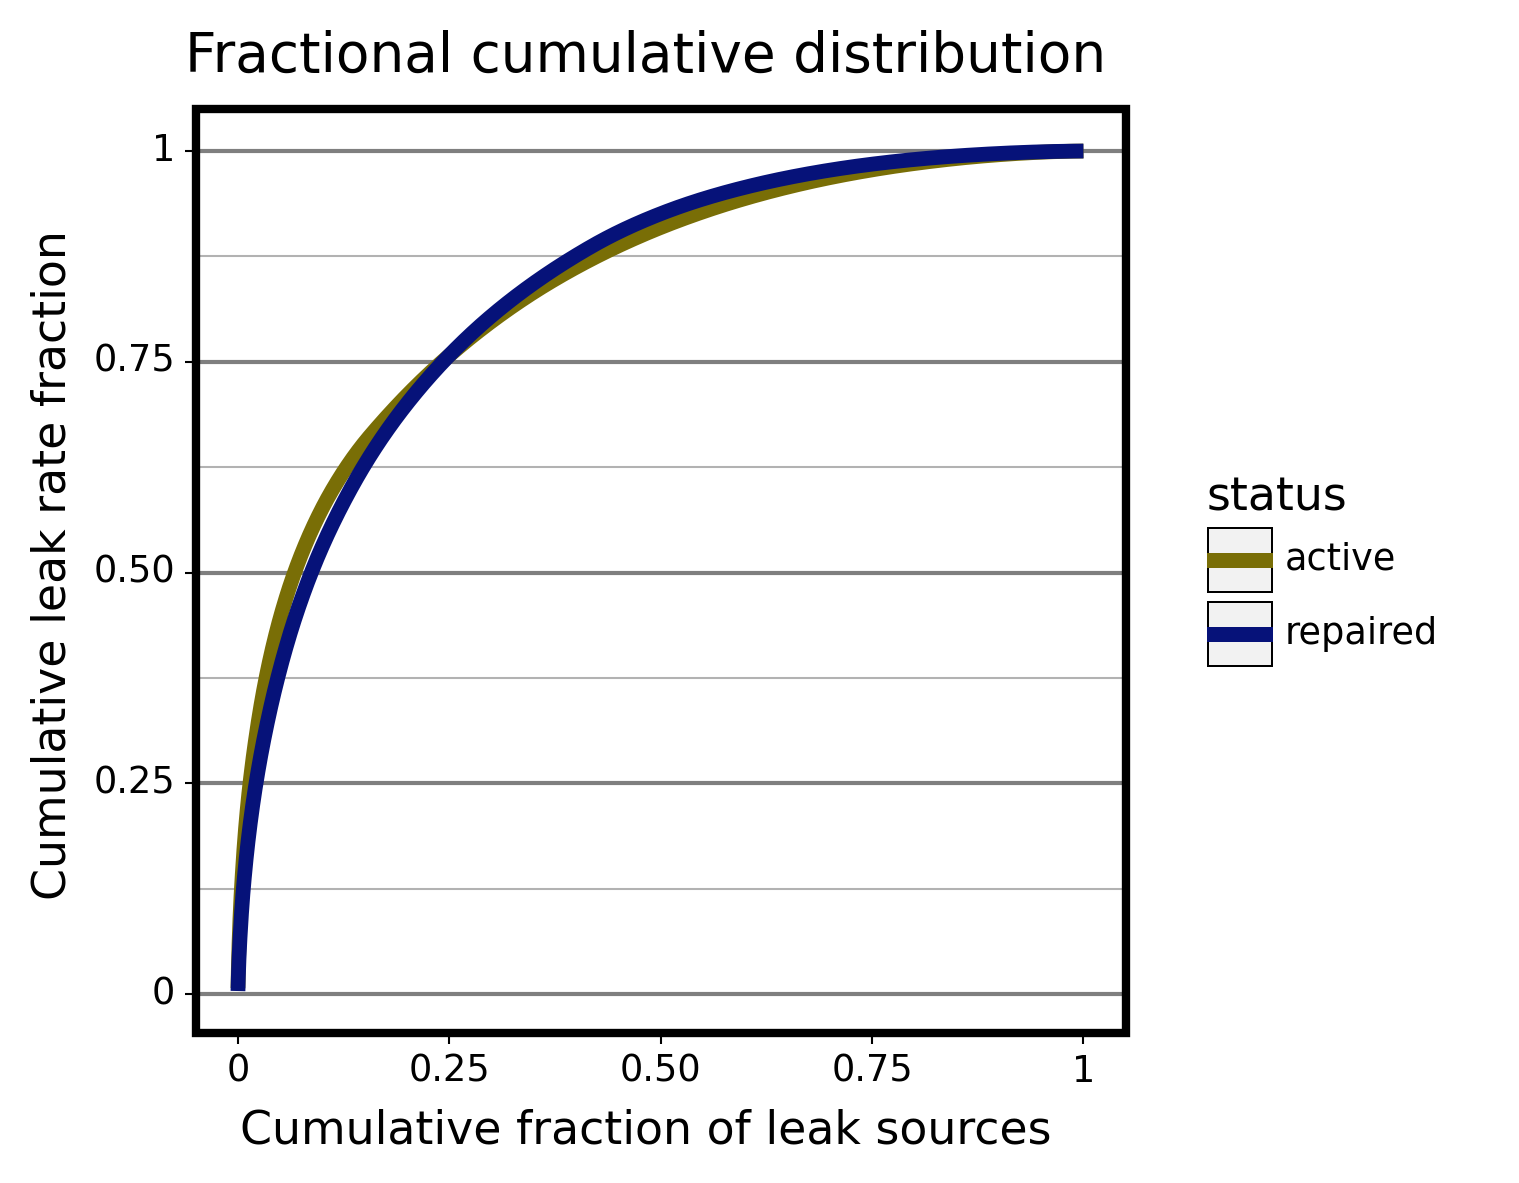 Fractional cumulative distribution
Cumulative leak rate fraction
1
0.75
0.50
0.25
0
0 0.25 0.50 0.75 1
Cumulative fraction of leak sources
status
active
repaired